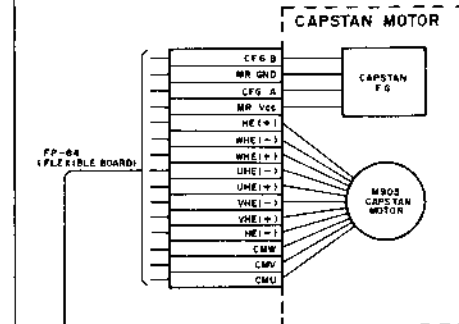 CAPSTAN MOTOR
CFG B
MR GND
CFG A
MR Vcc
HE(+)
WHE(-)
WHE(+)
UHE(-)
UHE(+)
VHE(-)
VHE(+)
HE(-)
CMW
CMV
CMU
CAPSTAN
FG
FP-64
(FLEXIBLE BOARD)
M905
CAPSTAN
MOTOR